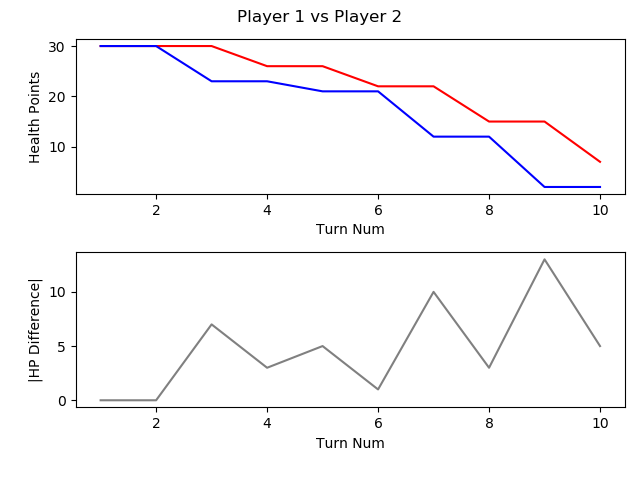 Player 1 vs Player 2
30
20
10
Health Points
2 4 6 8 10
Turn Num
10
5
0
|HP Difference|
2 4 6 8 10
Turn Num